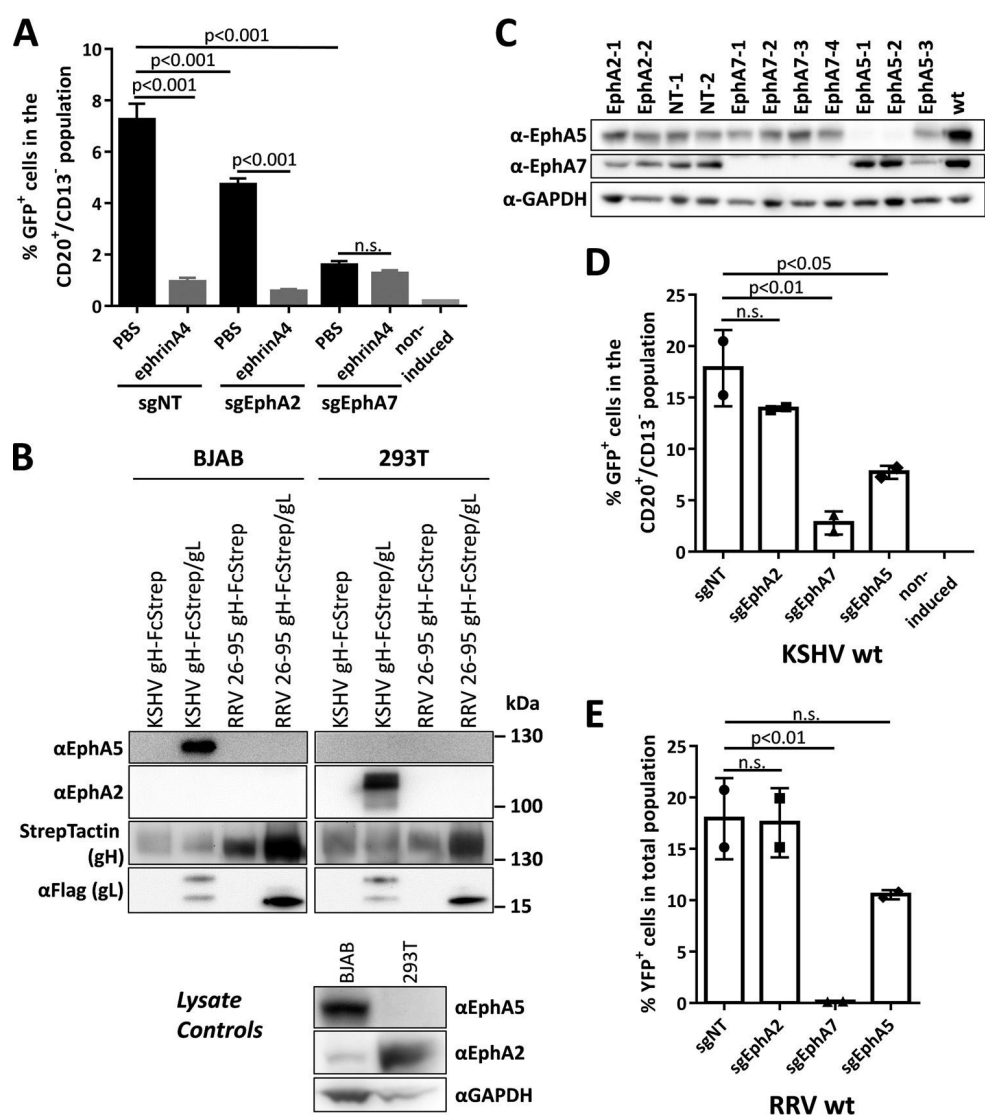 A
% GFP⁺ cells in the
CD20⁺/CD13⁻ population
10
8
6
4
2
0
p<0.001
p<0.001
p<0.001
p<0.001
n.s.
PBS
ephrinA4
PBS
ephrinA4
PBS
ephrinA4
non-
induced
sgNT
sgEphA2
sgEphA7
B
BJAB
293T
KSHV gH-FcStrep
KSHV gH-FcStrep/gL
RRV 26-95 gH-FcStrep
RRV 26-95 gH-FcStrep/gL
KSHV gH-FcStrep
KSHV gH-FcStrep/gL
RRV 26-95 gH-FcStrep
RRV 26-95 gH-FcStrep/gL
kDa
αEphA5
130
αEphA2
100
StrepTactin
(gH)
130
αFlag (gL)
15
Lysate
Controls
BJAB
293T
αEphA5
αEphA2
αGAPDH
C
EphA2-1
EphA2-2
NT-1
NT-2
EphA7-1
EphA7-2
EphA7-3
EphA7-4
EphA5-1
EphA5-2
EphA5-3
wt
α-EphA5
α-EphA7
α-GAPDH
D
% GFP⁺ cells in the
CD20⁺/CD13⁻ population
25
20
15
10
5
0
p<0.05
p<0.01
n.s.
sgNT
sgEphA2
sgEphA7
sgEphA5
non-
induced
KSHV wt
E
% YFP⁺ cells in total population
25
20
15
10
5
0
n.s.
p<0.01
n.s.
sgNT
sgEphA2
sgEphA7
sgEphA5
RRV wt